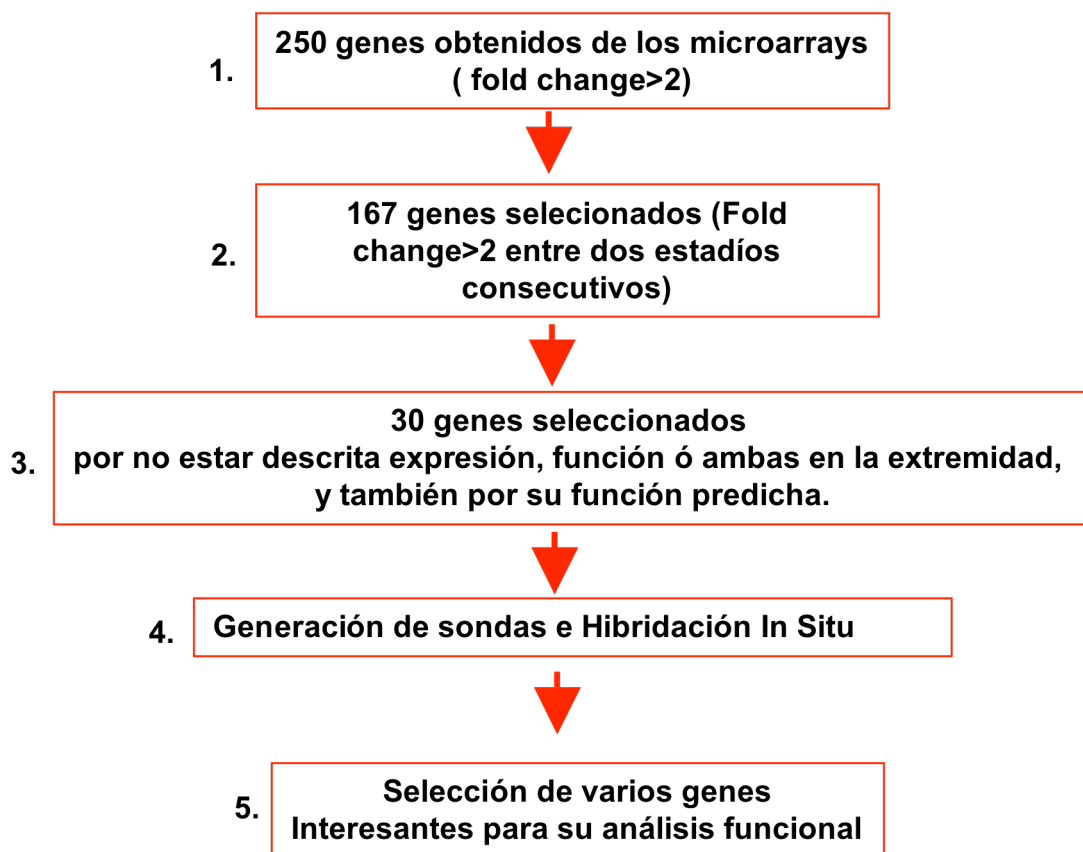 1.
250 genes obtenidos de los microarrays
( fold change>2)
2.
167 genes selecionados (Fold
change>2 entre dos estadíos
consecutivos)
3.
30 genes seleccionados
por no estar descrita expresión, función ó ambas en la extremidad,
y también por su función predicha.
4.
Generación de sondas e Hibridación In Situ
5.
Selección de varios genes
Interesantes para su análisis funcional